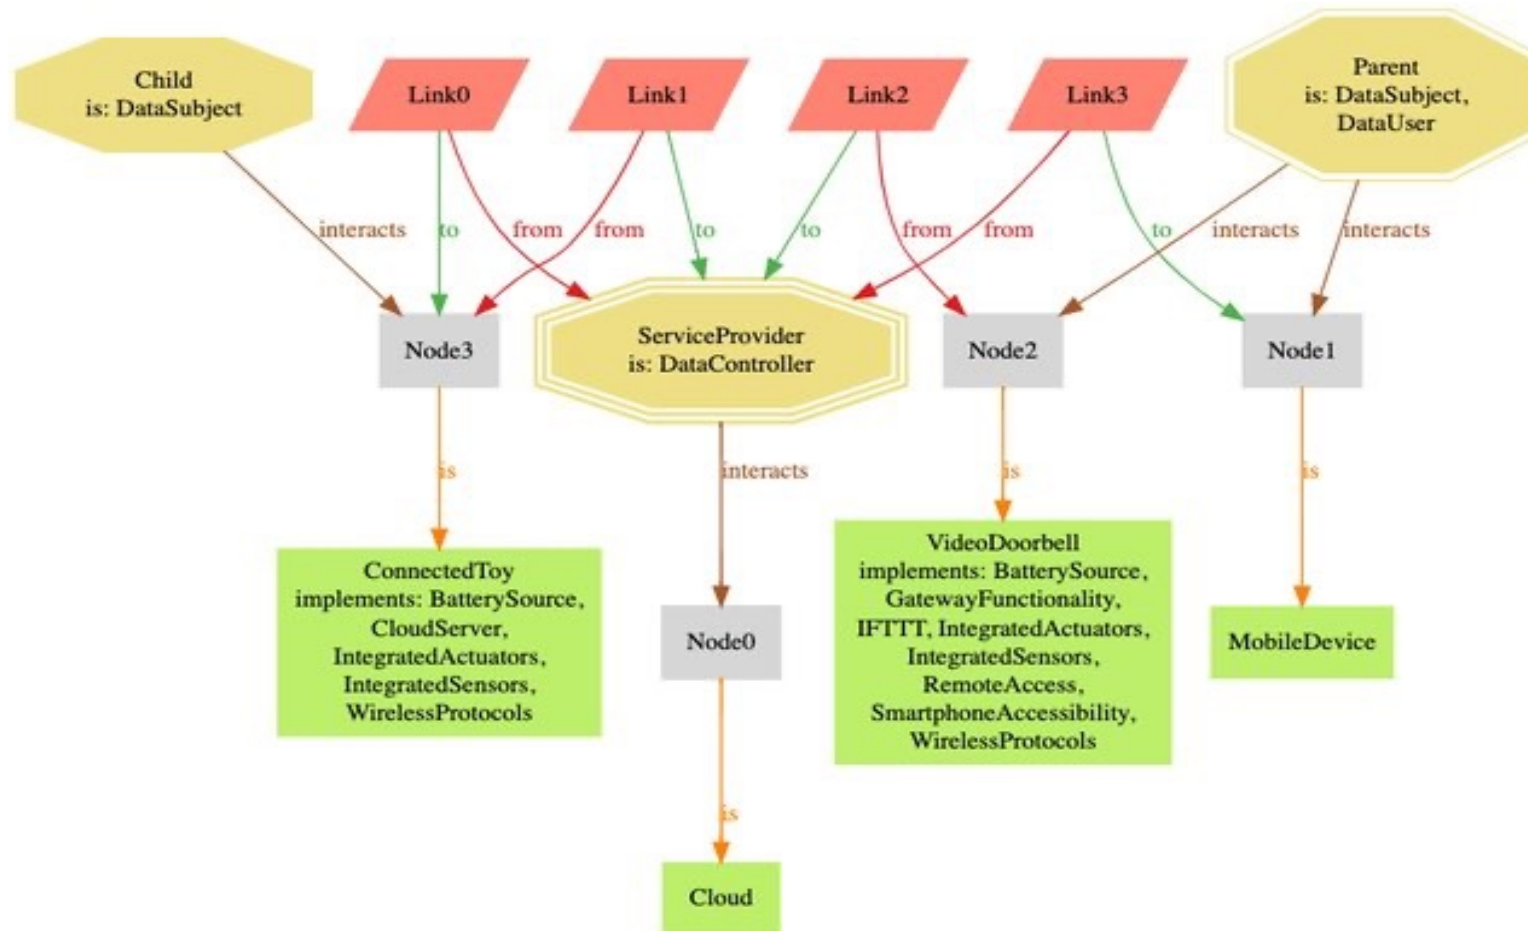 Child
is: DataSubject
Link0
Link1
Link2
Link3
Parent
is: DataSubject,
DataUser
interacts
to
from
from
to
to
from
from
to
interacts
interacts
Node3
ServiceProvider
is: DataController
Node2
Node1
is
interacts
is
is
ConnectedToy
implements: BatterySource,
CloudServer,
IntegratedActuators,
IntegratedSensors,
WirelessProtocols
Node0
VideoDoorbell
implements: BatterySource,
GatewayFunctionality,
IFTTT, IntegratedActuators,
IntegratedSensors,
RemoteAccess,
SmartphoneAccessibility,
WirelessProtocols
MobileDevice
is
Cloud